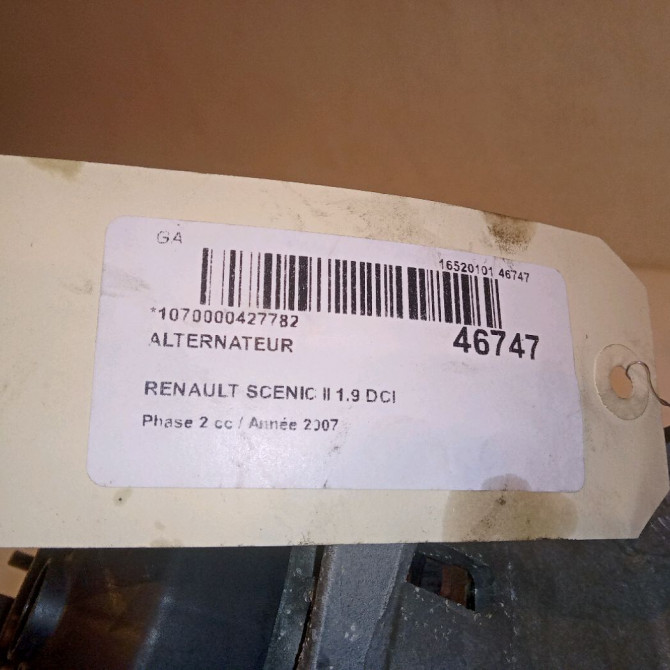 GA
16520101 46747
*1070000427782
46747
ALTERNATEUR
RENAULT SCENIC II 1.9 DCI
Phase 2 cc / Année 2007